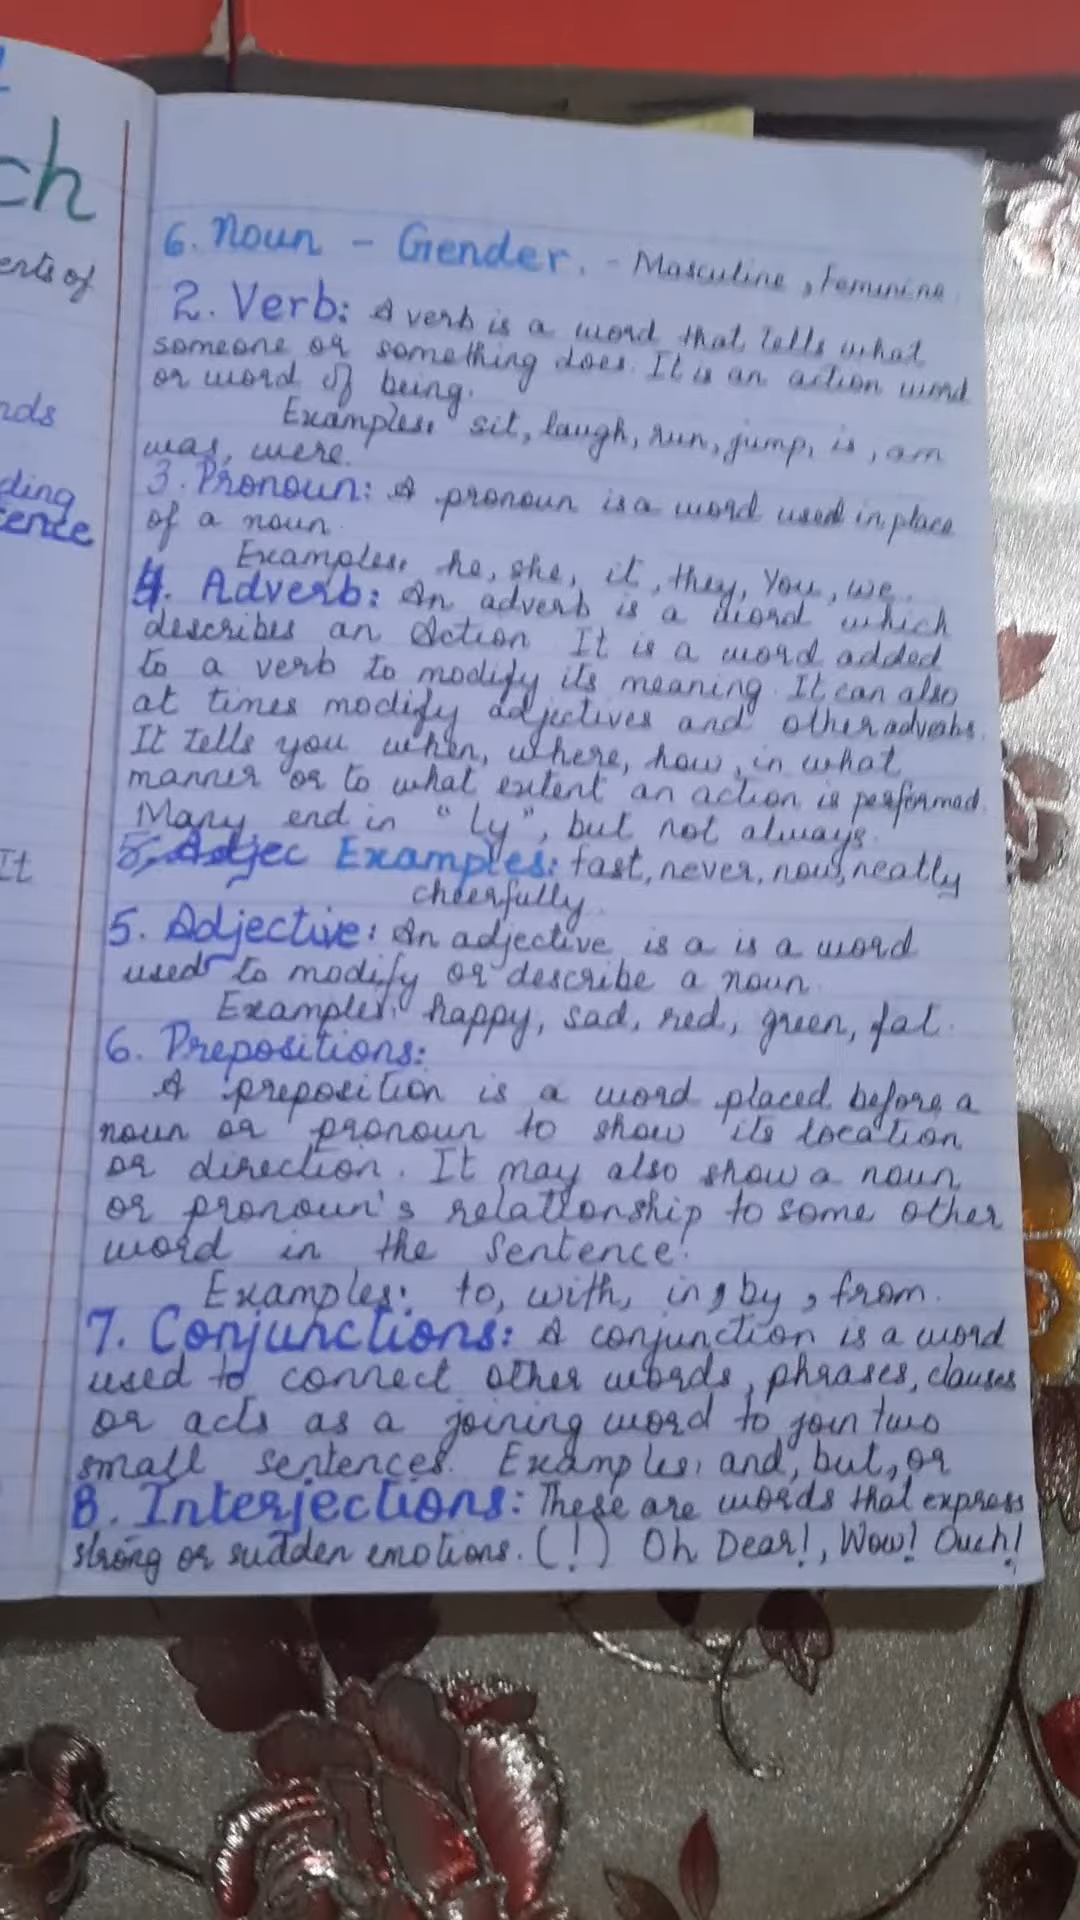 ch
ents of
nds
ding
tence
It
6. Noun - Gender. - Masculine, Feminine
2. Verb: A verb is a word that tells what
someone or something does. It is an action word
or word of being.
Examples: sit, laugh, run, jump, is, am
was, were.
3. Pronoun: A pronoun is a word used in place
of a noun.
Examples: he, she, it, they, You, we.
4. Adverb: An adverb is a word which
describes an Action It is a word added
to a verb to modify its meaning. It can also
at times modify adjectives and other adverbs.
It tells you when, where, how, in what
manner or to what extent an action is performed.
Many end in "ly", but not always.
5. Adjec Examples: fast, never, now, neatly
cheerfully.
5. Adjective: An adjective is a is a word
used to modify or describe a noun.
Examples: happy, sad, red, green, fat.
6. Prepositions:
A preposition is a word placed before a
noun or pronoun to show its location
or direction. It may also show a noun
or pronoun's relationship to some other
word in the Sentence.
Examples: to, with, in, by, from.
7. Conjunctions: A conjunction is a word
used to connect other words, phrases, clauses
or acts as a joining word to join two
small sentences. Examples: and, but, or
8. Interjections: These are words that express
strong or sudden emotions. (!) Oh Dear!, Wow! Ouch!